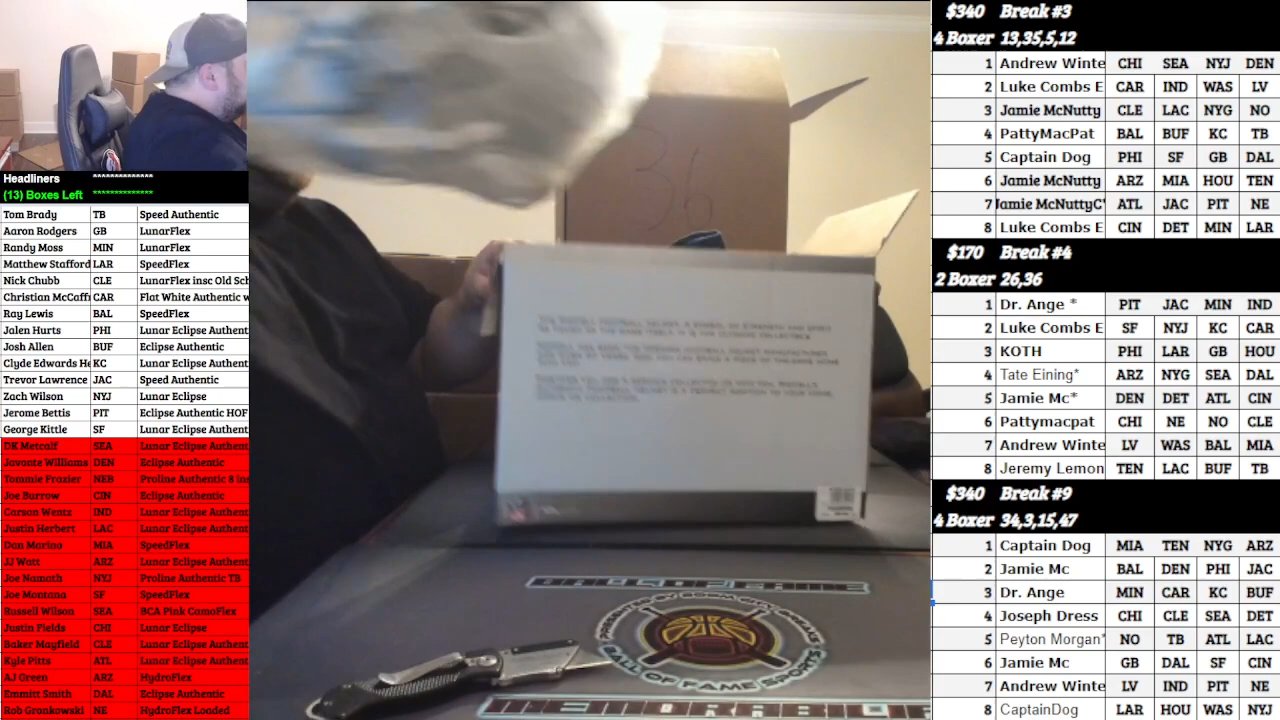 Headliners **************
(13) Boxes Left **************
Tom Brady TB Speed Authentic
Aaron Rodgers GB LunarFlex
Randy Moss MIN LunarFlex
Matthew Stafford LAR SpeedFlex
Nick Chubb CLE LunarFlex insc Old Sch
Christian McCaff CAR Flat White Authentic w
Ray Lewis BAL SpeedFlex
Jalen Hurts PHI Lunar Eclipse Authent
Josh Allen BUF Eclipse Authentic
Clyde Edwards He KC Lunar Eclipse Authent
Trevor Lawrence JAC Speed Authentic
Zach Wilson NYJ Lunar Eclipse
Jerome Bettis PIT Eclipse Authentic HOF
George Kittle SF Lunar Eclipse Authent
DK Metcalf SEA Lunar Eclipse Authent
Javonte Williams DEN Eclipse Authentic
Tommie Frazier NEB Proline Authentic 8 in
Joe Burrow CIN Eclipse Authentic
Carson Wentz IND Lunar Eclipse Authent
Justin Herbert LAC Lunar Eclipse Authent
Dan Marino MIA SpeedFlex
JJ Watt ARZ Lunar Eclipse Authent
Joe Namath NYJ Proline Authentic TB
Joe Montana SF SpeedFlex
Russell Wilson SEA BCA Pink CamoFlex
Justin Fields CHI Lunar Eclipse
Baker Mayfield CLE Lunar Eclipse Authent
Kyle Pitts ATL Lunar Eclipse Authent
AJ Green ARZ HydroFlex
Emmitt Smith DAL Eclipse Authentic
Rob Gronkowski NE HydroFlex Loaded
36
BALL OF FAME
BALL OF FAME SPORTS
$340 Break #3
4 Boxer 13,35,5,12
1 Andrew Winte CHI SEA NYJ DEN
2 Luke Combs E CAR IND WAS LV
3 Jamie McNutty CLE LAC NYG NO
4 PattyMacPat BAL BUF KC TB
5 Captain Dog PHI SF GB DAL
6 Jamie McNutty ARZ MIA HOU TEN
7 Jamie McNuttyC ATL JAC PIT NE
8 Luke Combs E CIN DET MIN LAR
$170 Break #4
2 Boxer 26,36
1 Dr. Ange * PIT JAC MIN IND
2 Luke Combs E SF NYJ KC CAR
3 KOTH PHI LAR GB HOU
4 Tate Eining* ARZ NYG SEA DAL
5 Jamie Mc* DEN DET ATL CIN
6 Pattymacpat CHI NE NO CLE
7 Andrew Winte LV WAS BAL MIA
8 Jeremy Lemon TEN LAC BUF TB
$340 Break #9
4 Boxer 34,3,15,47
1 Captain Dog MIA TEN NYG ARZ
2 Jamie Mc BAL DEN PHI JAC
3 Dr. Ange MIN CAR KC BUF
4 Joseph Dress CHI CLE SEA DET
5 Peyton Morgan* NO TB ATL LAC
6 Jamie Mc GB DAL SF CIN
7 Andrew Winte LV IND PIT NE
8 CaptainDog LAR HOU WAS NYJ